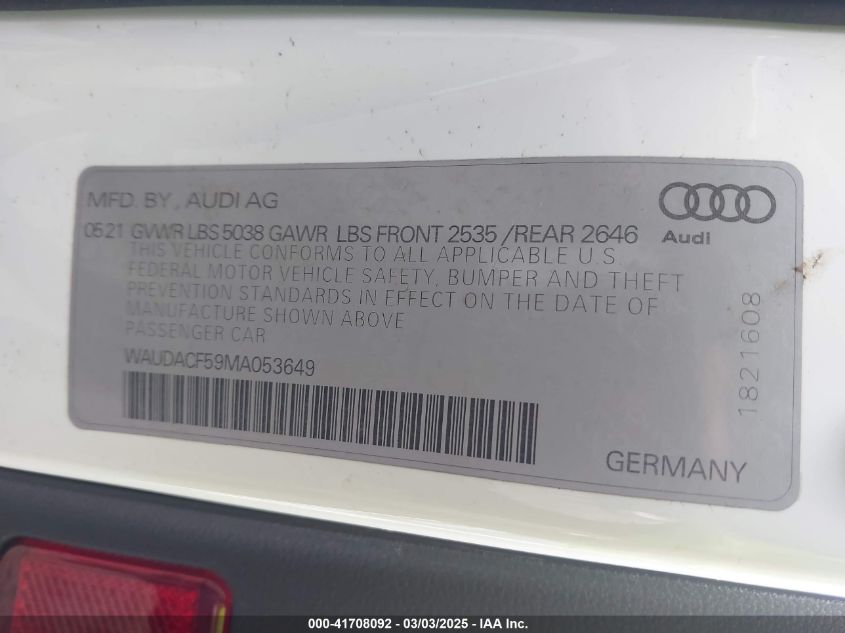 MFD. BY, AUDI AG
05 21 GVWR LBS 5038 GAWR LBS FRONT 2535 /REAR 2646
Audi
THIS VEHICLE CONFORMS TO ALL APPLICABLE U.S.
FEDERAL MOTOR VEHICLE SAFETY, BUMPER AND THEFT
PREVENTION STANDARDS IN EFFECT ON THE DATE OF
MANUFACTURE SHOWN ABOVE
PASSENGER CAR
WAUDACF59MA053649
1821608
GERMANY
000-41708092 - 03/03/2025 - IAA Inc.